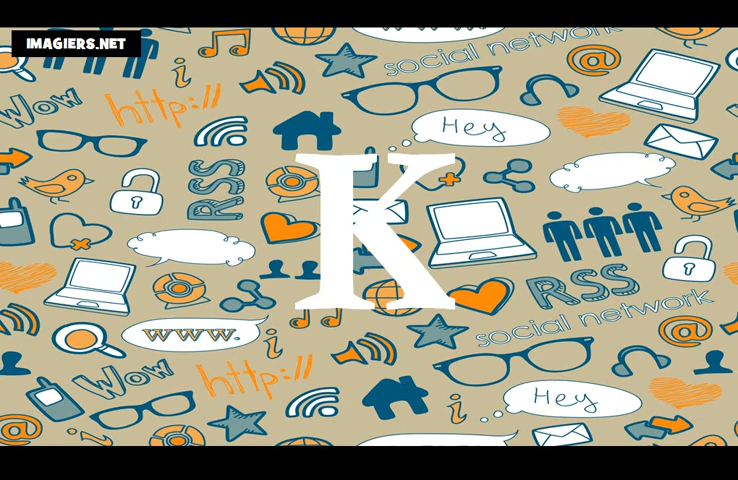 IMAGIERS.NET
social network
@
Wow
http://
i
Hey
RSS
K
RSS
www.
social network
@
i
Wow
http://
Hey
@
i
i